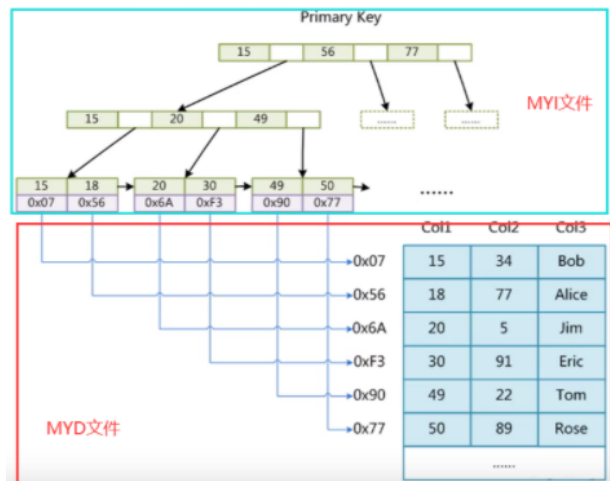 Primary Key
15 56 77
MYI文件
15 20 49
...... ......
15 18 20 30 49 50
0x07 0x56 0x6A 0xF3 0x90 0x77
......
Col1 Col2 Col3
0x07 15 34 Bob
0x56 18 77 Alice
0x6A 20 5 Jim
0xF3 30 91 Eric
0x90 49 22 Tom
MYD文件
0x77 50 89 Rose
......